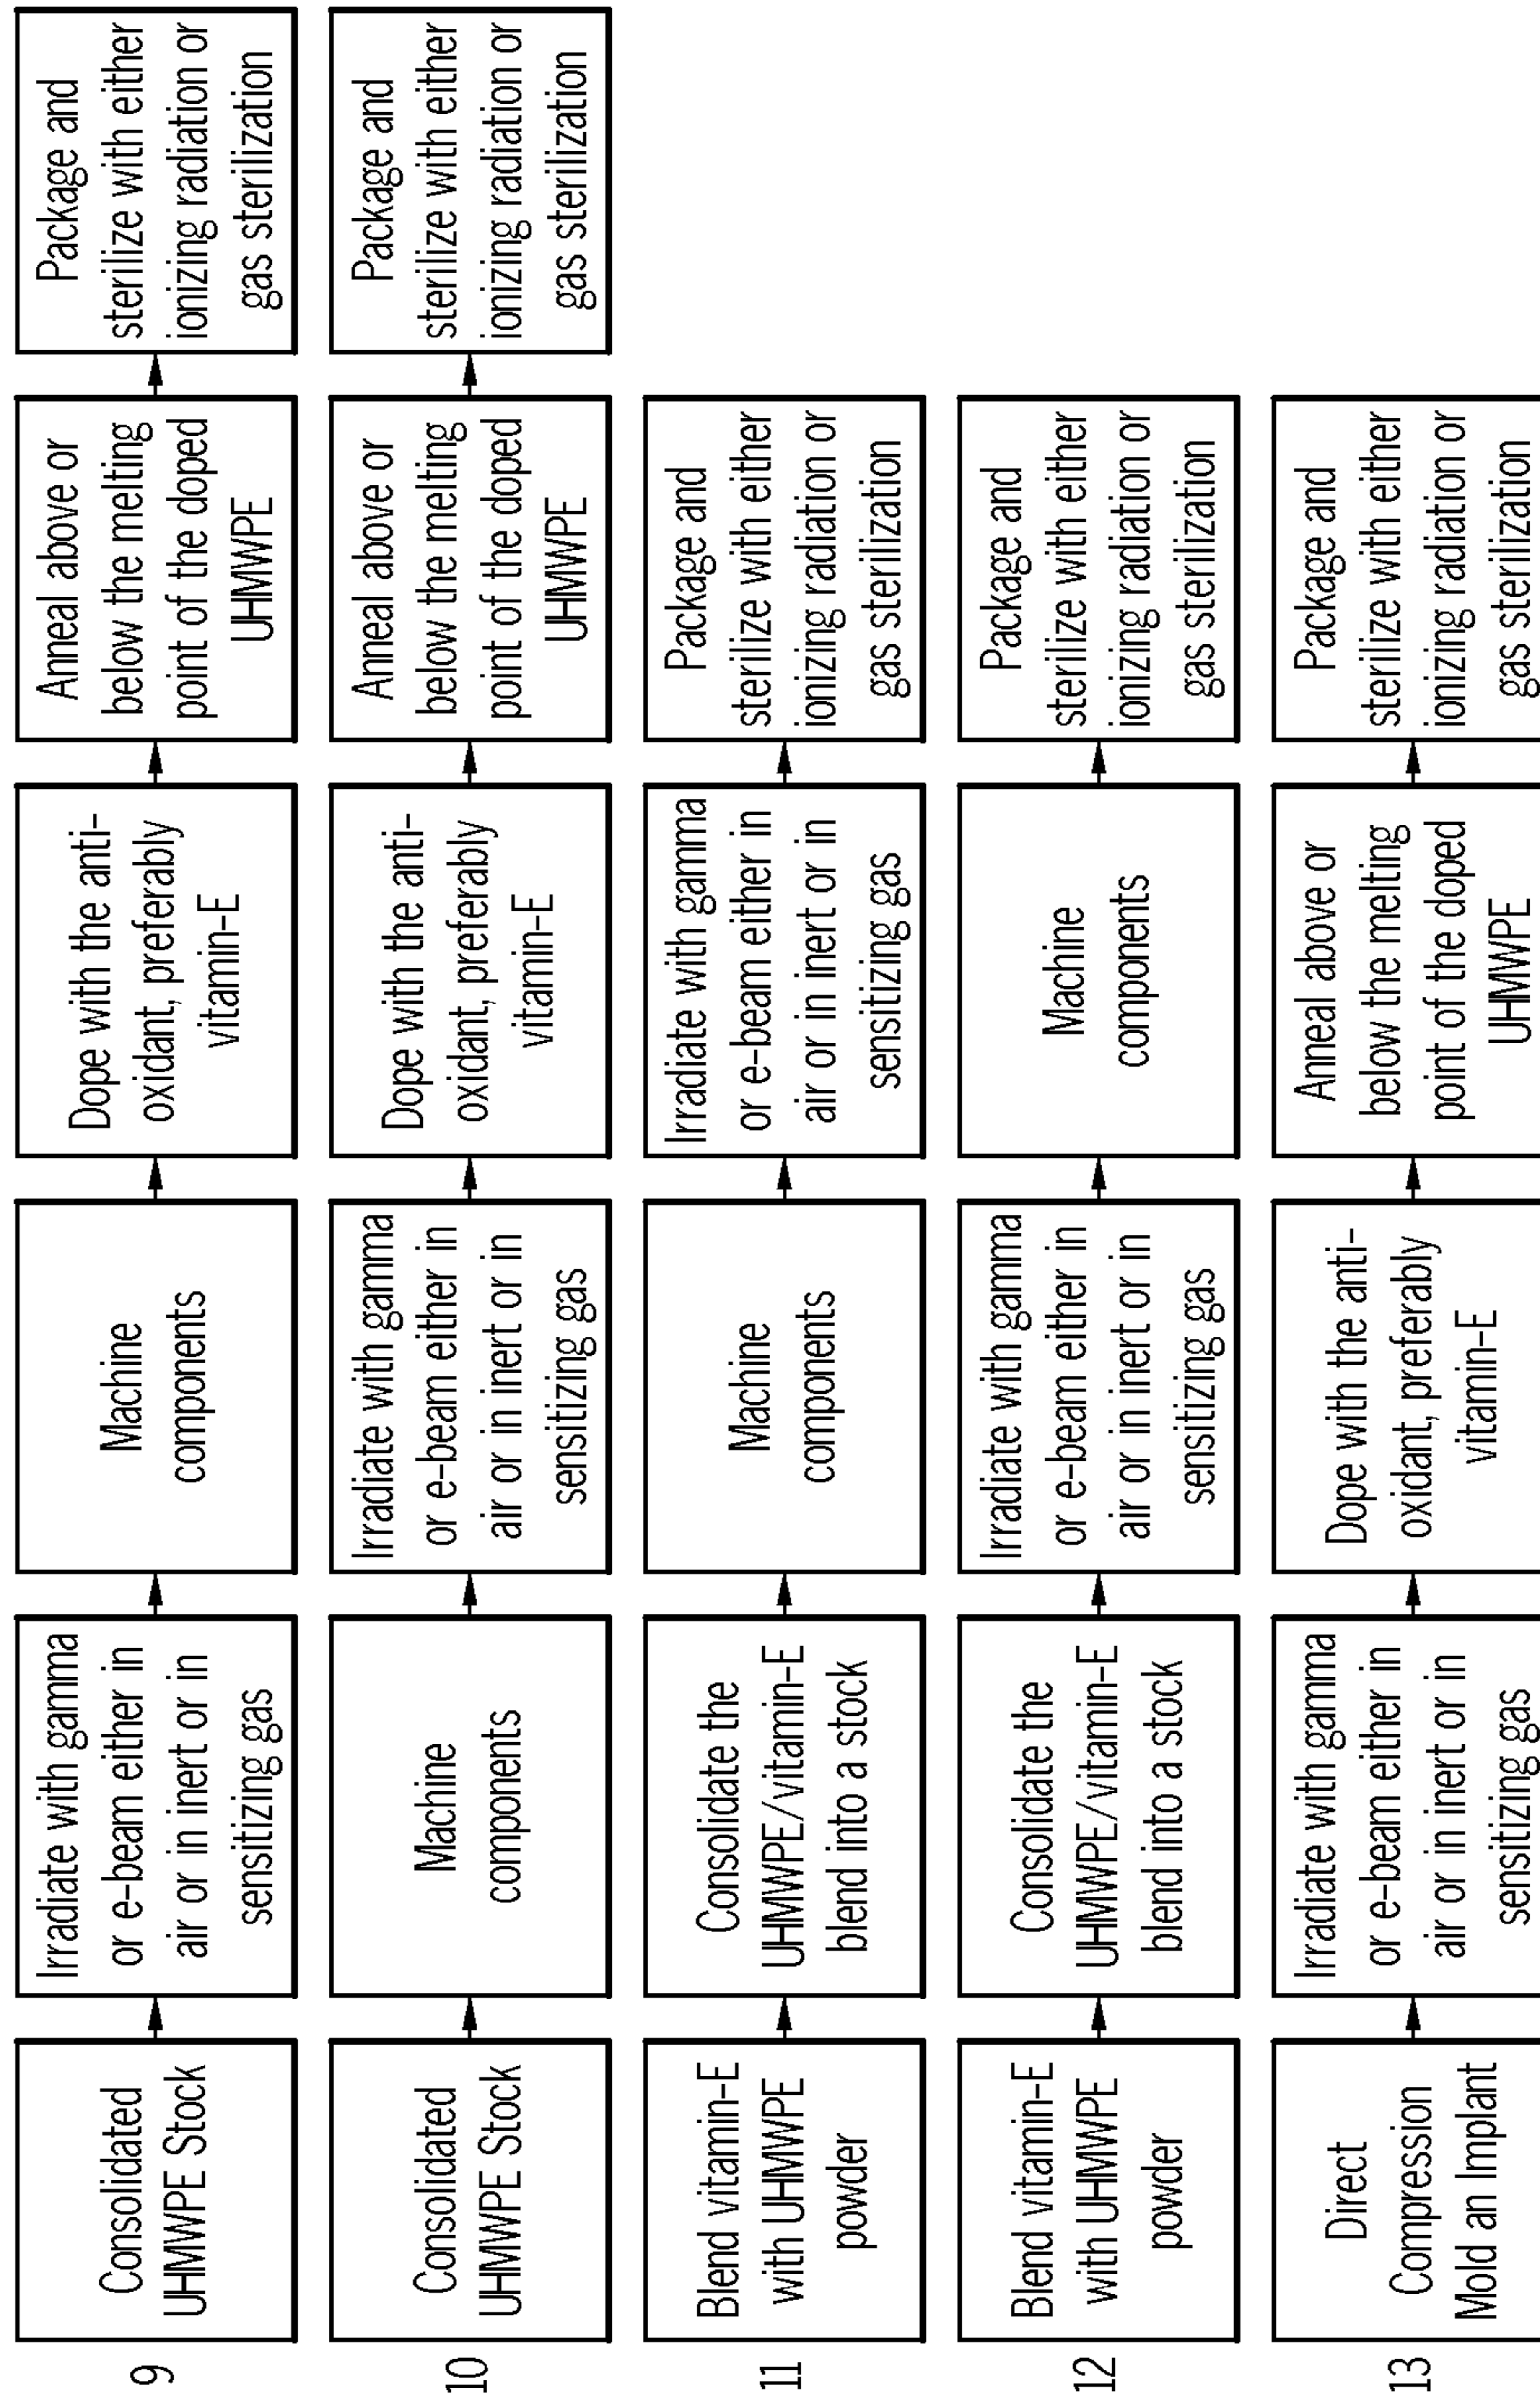 9
Consolidated
UHMWPE Stock
Irradiate with gamma
or e-beam either in
air or in inert or in
sensitizing gas
Machine
components
Dope with the anti-
oxidant, preferably
vitamin-E
Anneal above or
below the melting
point of the doped
UHMWPE
Package and
sterilize with either
ionizing radiation or
gas sterilization
10
Consolidated
UHMWPE Stock
Machine
components
Irradiate with gamma
or e-beam either in
air or in inert or in
sensitizing gas
Dope with the anti-
oxidant, preferably
vitamin-E
Anneal above or
below the melting
point of the doped
UHMWPE
Package and
sterilize with either
ionizing radiation or
gas sterilization
11
Blend vitamin-E
with UHMWPE
powder
Consolidate the
UHMWPE/vitamin-E
blend into a stock
Machine
components
Irradiate with gamma
or e-beam either in
air or in inert or in
sensitizing gas
Package and
sterilize with either
ionizing radiation or
gas sterilization
12
Blend vitamin-E
with UHMWPE
powder
Consolidate the
UHMWPE/vitamin-E
blend into a stock
Irradiate with gamma
or e-beam either in
air or in inert or in
sensitizing gas
Machine
components
Package and
sterilize with either
ionizing radiation or
gas sterilization
13
Direct
Compression
Mold an Implant
Irradiate with gamma
or e-beam either in
air or in inert or in
sensitizing gas
Dope with the anti-
oxidant, preferably
vitamin-E
Anneal above or
below the melting
point of the doped
UHMWPE
Package and
sterilize with either
ionizing radiation or
gas sterilization